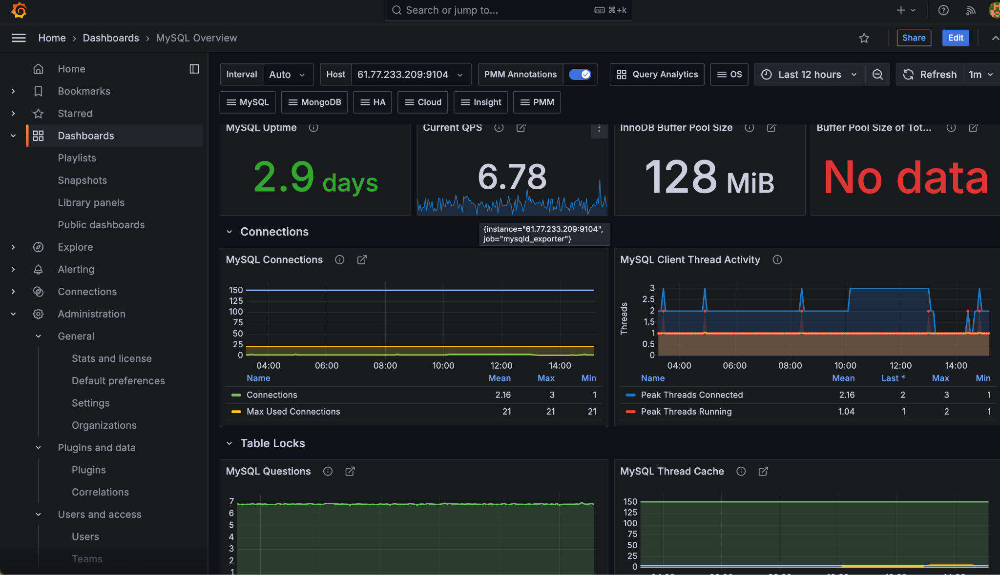 Search or jump to...
⌘+k
Home › Dashboards › MySQL Overview
Share
Edit
Home
Bookmarks
Starred
Dashboards
Playlists
Snapshots
Library panels
Public dashboards
Explore
Alerting
Connections
Administration
General
Stats and license
Default preferences
Settings
Organizations
Plugins and data
Plugins
Correlations
Users and access
Users
Teams
Interval Auto
Host 61.77.233.209:9104
PMM Annotations
Query Analytics
OS
Last 12 hours
Refresh 1m
MySQL
MongoDB
HA
Cloud
Insight
PMM
MySQL Uptime
2.9 days
Current QPS
6.78
InnoDB Buffer Pool Size
128 MiB
Buffer Pool Size of Tot...
No data
Connections
{instance="61.77.233.209:9104",
job="mysqld_exporter"}
MySQL Connections
150
125
100
75
50
25
0
04:00 06:00 08:00 10:00 12:00 14:00
Name Mean Max Min
Connections 2.16 3 1
Max Used Connections 21 21 21
MySQL Client Thread Activity
Threads
3
2.5
2
1.5
1
0.5
0
04:00 06:00 08:00 10:00 12:00 14:00
Name Mean Last * Max Min
Peak Threads Connected 2.16 2 3 1
Peak Threads Running 1.04 1 2 1
Table Locks
MySQL Questions
7
6
5
4
3
2
1
MySQL Thread Cache
150
125
100
75
50
25
0